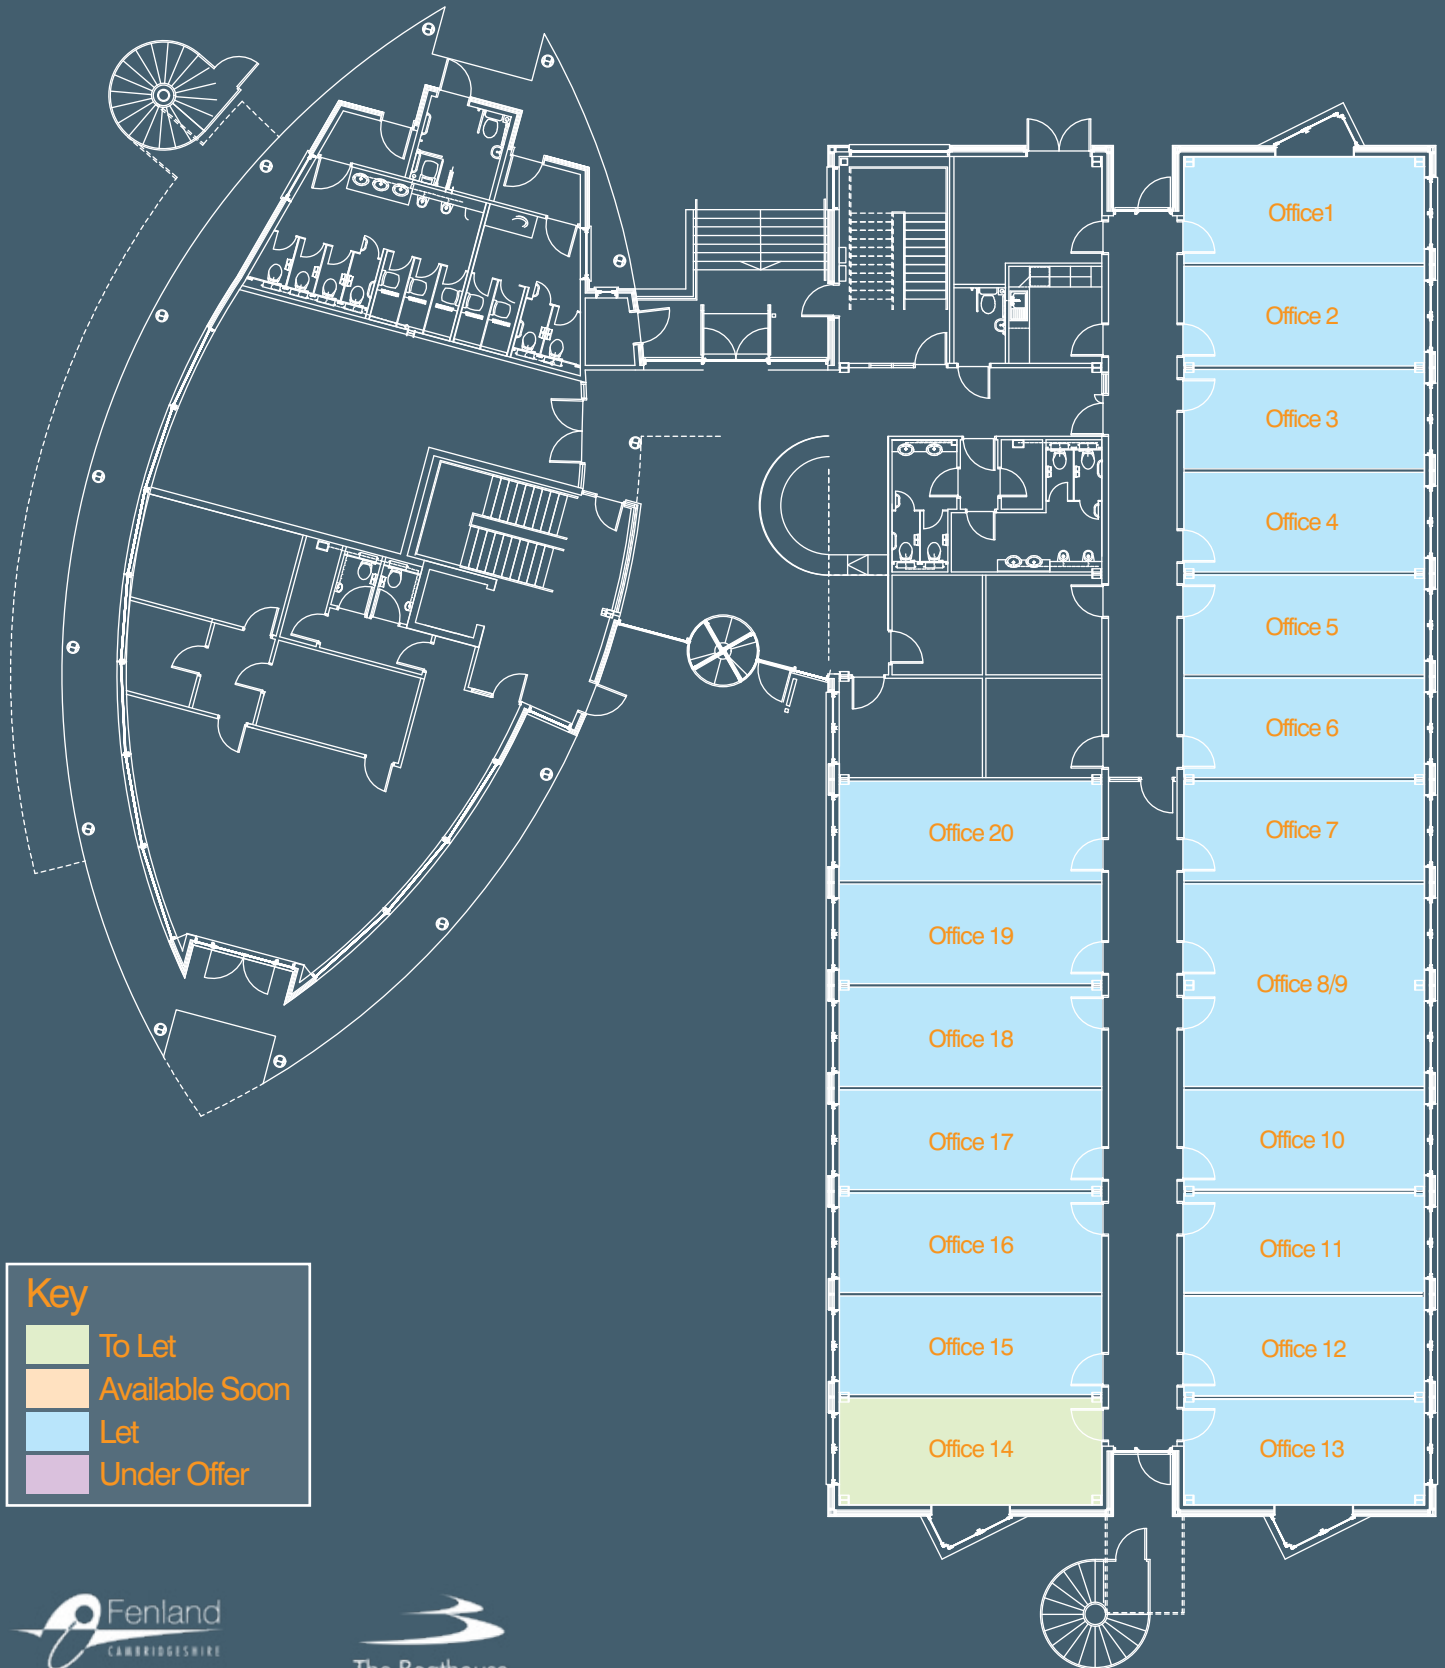 Office1
Office 2
Office 3
Office 4
Office 5
Office 6
Office 20
Office 7
Office 19
Office 8/9
Office 18
Office 17
Office 10
Office 16
Office 11
Office 15
Office 12
Office 14
Office 13
Key
To Let
Available Soon
Let
Under Offer
Fenland
CAMBRIDGESHIRE
The Boathouse